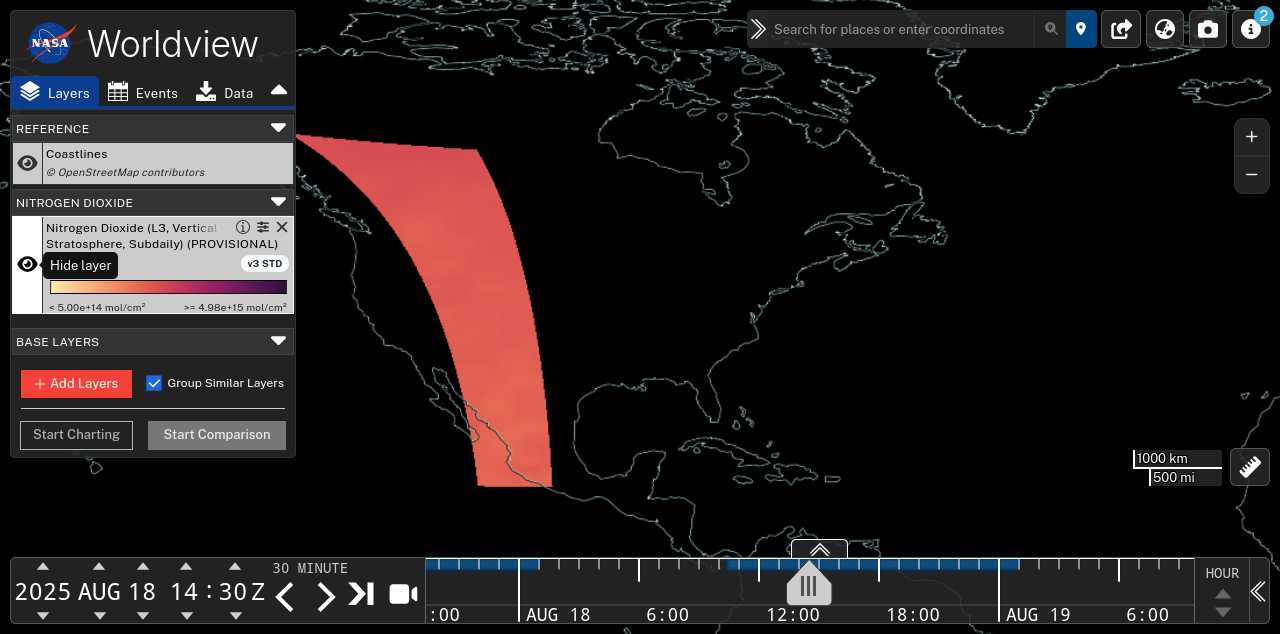 NASA
Worldview
Layers
Events
Data
REFERENCE
Coastlines
© OpenStreetMap contributors
NITROGEN DIOXIDE
Nitrogen Dioxide (L3, Vertical
Stratosphere, Subdaily) (PROVISIONAL)
Hide layer
v3 STD
< 5.00e+14 mol/cm²
>= 4.98e+15 mol/cm²
BASE LAYERS
+ Add Layers
Group Similar Layers
Start Charting
Start Comparison
Search for places or enter coordinates
2
+
−
1000 km
500 mi
2025 AUG 18 14 : 30 Z
30 MINUTE
:00
AUG 18
6:00
12:00
18:00
AUG 19
6:00
HOUR